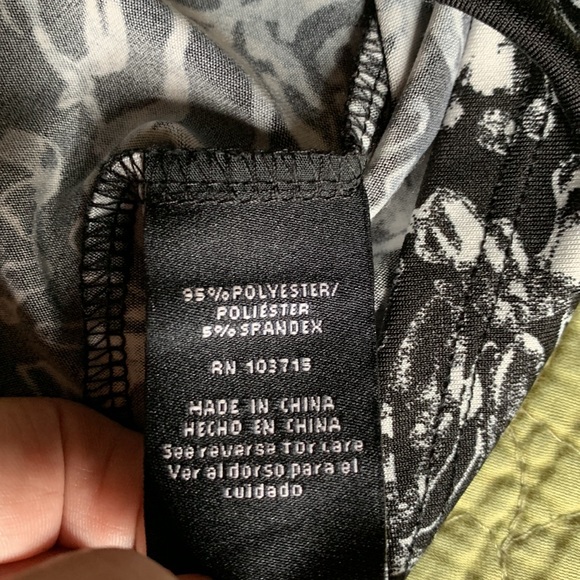 95% POLYESTER/
POLIÉSTER
5% SPANDEX
RN 103715
MADE IN CHINA
HECHO EN CHINA
See reverse for care
Ver al dorso para el
cuidado